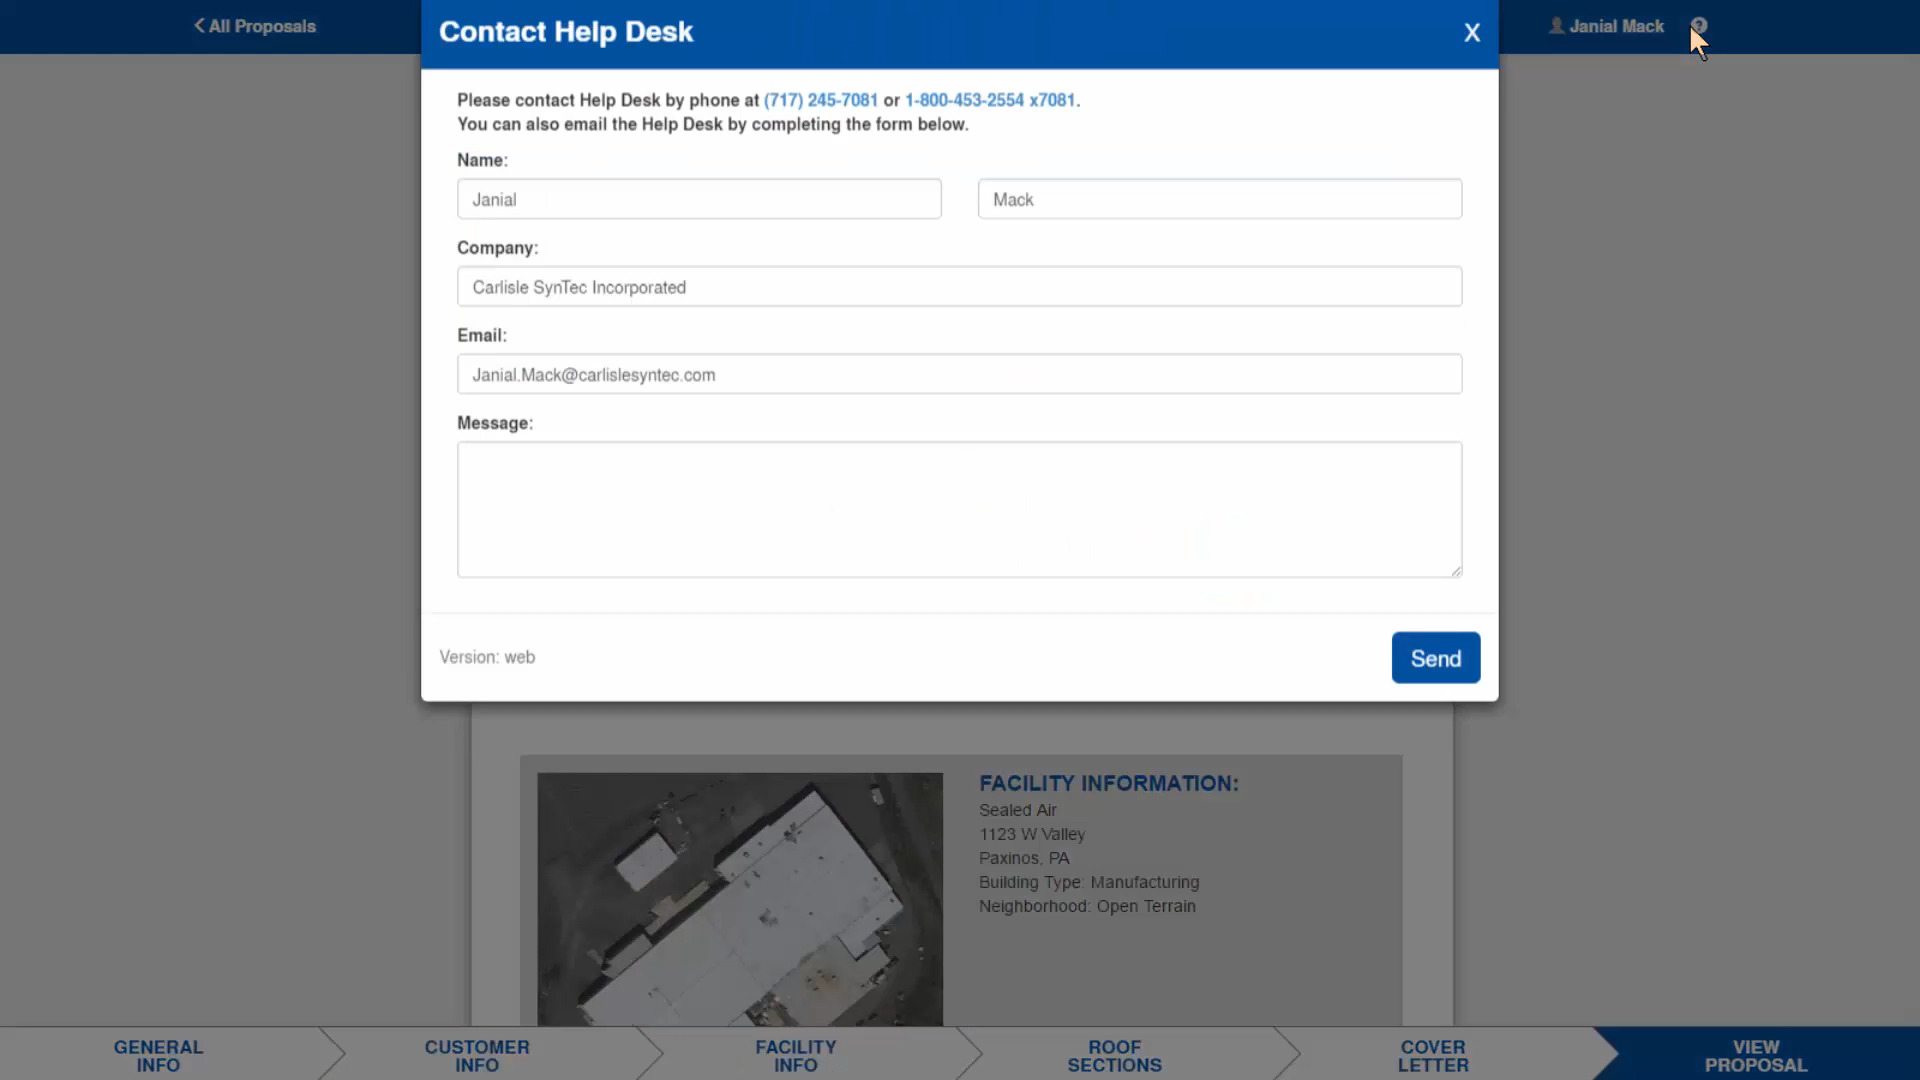 All Proposals
Contact Help Desk
X
Janial Mack
?
Please contact Help Desk by phone at (717) 245-7081 or 1-800-453-2554 x7081.
You can also email the Help Desk by completing the form below.
Name:
Janial
Mack
Company:
Carlisle SynTec Incorporated
Email:
Janial.Mack@carlislesyntec.com
Message:
Version: web
Send
FACILITY INFORMATION:
Sealed Air
1123 W Valley
Paxinos, PA
Building Type: Manufacturing
Neighborhood: Open Terrain
GENERAL
INFO
CUSTOMER
INFO
FACILITY
INFO
ROOF
SECTIONS
COVER
LETTER
VIEW
PROPOSAL